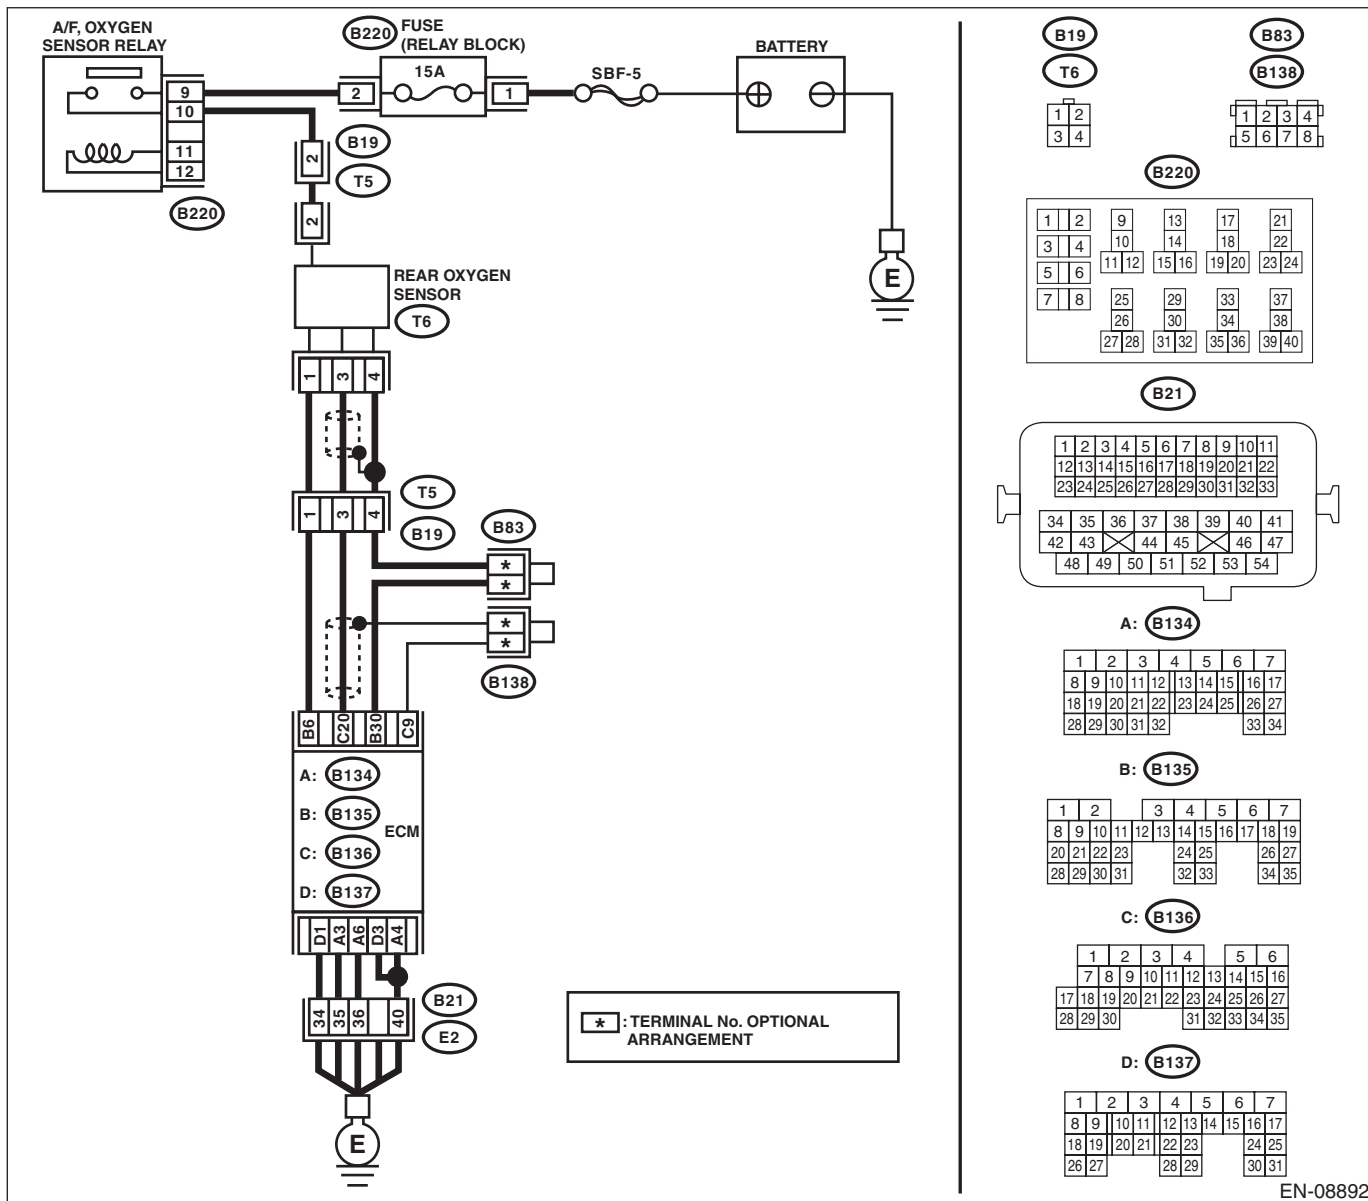 A/F, OXYGEN
SENSOR RELAY
B220
FUSE
(RELAY BLOCK)
15A
SBF-5
BATTERY
9
10
11
12
2
1
B220
2
B19
T5
2
REAR OXYGEN
SENSOR
T6
E
1 3 4
T5
1 3 4
B19
B83
*
*
*
*
B138
B6 C20 B30 C9
A: B134
B: B135
ECM
C: B136
D: B137
D1 A3 A6 D3 A4
B21
34 35 36 40
E2
E
* : TERMINAL No. OPTIONAL
ARRANGEMENT
B19
T6
1 2
3 4
B83
B138
1 2 3 4
5 6 7 8
B220
1 2 9 13 17 21
3 4 10 14 18 22
5 6 11 12 15 16 19 20 23 24
7 8 25 29 33 37
26 30 34 38
27 28 31 32 35 36 39 40
B21
1 2 3 4 5 6 7 8 9 10 11
12 13 14 15 16 17 18 19 20 21 22
23 24 25 26 27 28 29 30 31 32 33
34 35 36 37 38 39 40 41
42 43 44 45 46 47
48 49 50 51 52 53 54
A: B134
1 2 3 4 5 6 7
8 9 10 11 12 13 14 15 16 17
18 19 20 21 22 23 24 25 26 27
28 29 30 31 32 33 34
B: B135
1 2 3 4 5 6 7
8 9 10 11 12 13 14 15 16 17 18 19
20 21 22 23 24 25 26 27
28 29 30 31 32 33 34 35
C: B136
1 2 3 4 5 6
7 8 9 10 11 12 13 14 15 16
17 18 19 20 21 22 23 24 25 26 27
28 29 30 31 32 33 34 35
D: B137
1 2 3 4 5 6 7
8 9 10 11 12 13 14 15 16 17
18 19 20 21 22 23 24 25
26 27 28 29 30 31
EN-08892